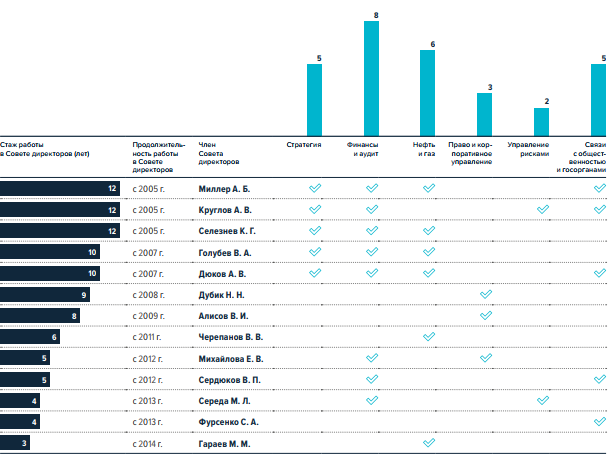 5
8
6
3
2
5
Стаж работы
в Совете директоров (лет)
Продолжитель-
ность работы
в Совете
директоров
Член
Совета
директоров
Стратегия
Финансы
и аудит
Нефть
и газ
Право и кор-
поративное
управление
Управление
рисками
Связи
с общест-
венностью
и госорганами
12 с 2005 г. Миллер А. Б.
12 с 2005 г. Круглов А. В.
12 с 2005 г. Селезнев К. Г.
10 с 2007 г. Голубев В. А.
10 с 2007 г. Дюков А. В.
9 с 2008 г. Дубик Н. Н.
8 с 2009 г. Алисов В. И.
6 с 2011 г. Черепанов В. В.
5 с 2012 г. Михайлова Е. В.
5 с 2012 г. Сердюков В. П.
4 с 2013 г. Середа М. Л.
4 с 2013 г. Фурсенко С. А.
3 с 2014 г. Гараев М. М.